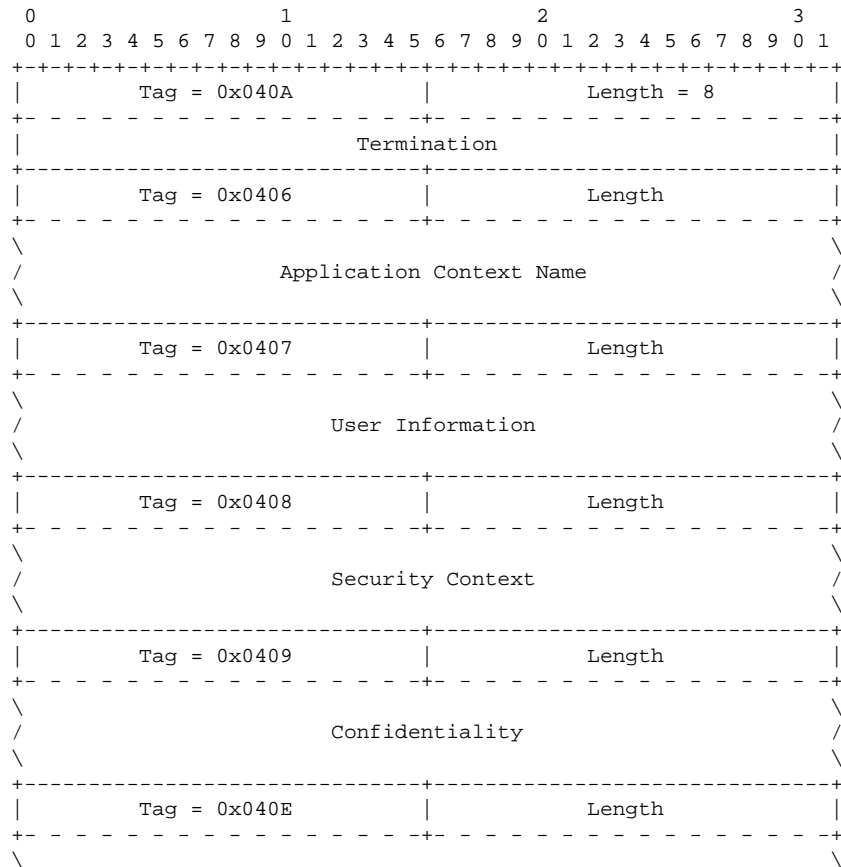 0                   1                   2                   3
 0 1 2 3 4 5 6 7 8 9 0 1 2 3 4 5 6 7 8 9 0 1 2 3 4 5 6 7 8 9 0 1
+-+-+-+-+-+-+-+-+-+-+-+-+-+-+-+-+-+-+-+-+-+-+-+-+-+-+-+-+-+-+-+-+
|         Tag = 0x040A          |            Length = 8         |
+- - - - - - - - - - - - - - - -+- - - - - - - - - - - - - - - -+
|                          Termination                          |
+-------------------------------+-------------------------------+
|         Tag = 0x0406          |            Length             |
+- - - - - - - - - - - - - - - -+- - - - - - - - - - - - - - - -+
\                                                               \
/                    Application Context Name                   /
\                                                               \
+-------------------------------+-------------------------------+
|         Tag = 0x0407          |            Length             |
+- - - - - - - - - - - - - - - -+- - - - - - - - - - - - - - - -+
\                                                               \
/                        User Information                       /
\                                                               \
+-------------------------------+-------------------------------+
|         Tag = 0x0408          |            Length             |
+- - - - - - - - - - - - - - - -+- - - - - - - - - - - - - - - -+
\                                                               \
/                        Security Context                       /
\                                                               \
+-------------------------------+-------------------------------+
|         Tag = 0x0409          |            Length             |
+- - - - - - - - - - - - - - - -+- - - - - - - - - - - - - - - -+
\                                                               \
/                        Confidentiality                        /
\                                                               \
+-------------------------------+-------------------------------+
|         Tag = 0x040E          |            Length             |
+- - - - - - - - - - - - - - - -+- - - - - - - - - - - - - - - -+
\                                                               \